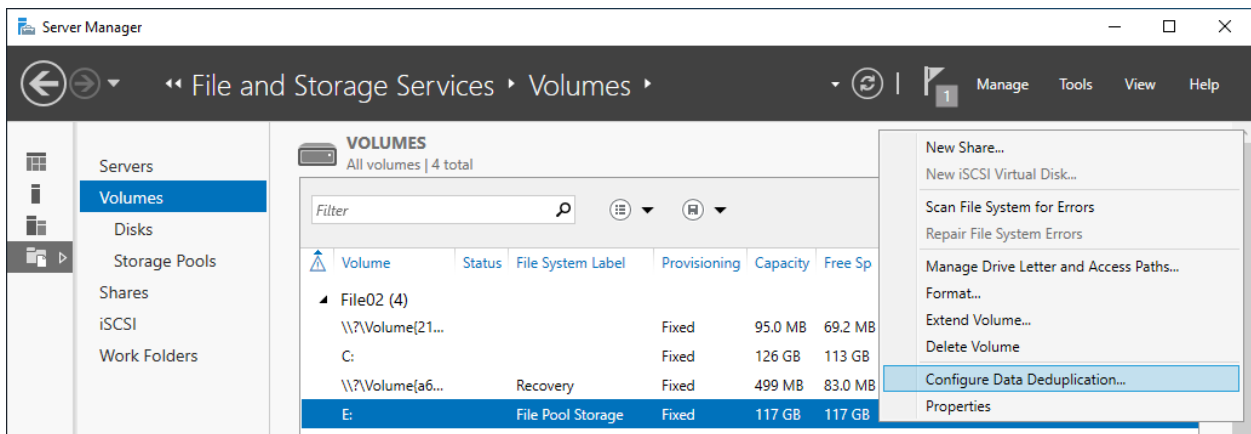 Server Manager
File and Storage Services Volumes
1 Manage Tools View Help
Servers
Volumes
Disks
Storage Pools
Shares
iSCSI
Work Folders
VOLUMES
All volumes | 4 total
Filter
Volume Status File System Label Provisioning Capacity Free Sp
File02 (4)
\\?\Volume{21... Fixed 95.0 MB 69.2 MB
C: Fixed 126 GB 113 GB
\\?\Volume{a6... Recovery Fixed 499 MB 83.0 MB
E: File Pool Storage Fixed 117 GB 117 GB
New Share...
New iSCSI Virtual Disk...
Scan File System for Errors
Repair File System Errors
Manage Drive Letter and Access Paths...
Format...
Extend Volume...
Delete Volume
Configure Data Deduplication...
Properties